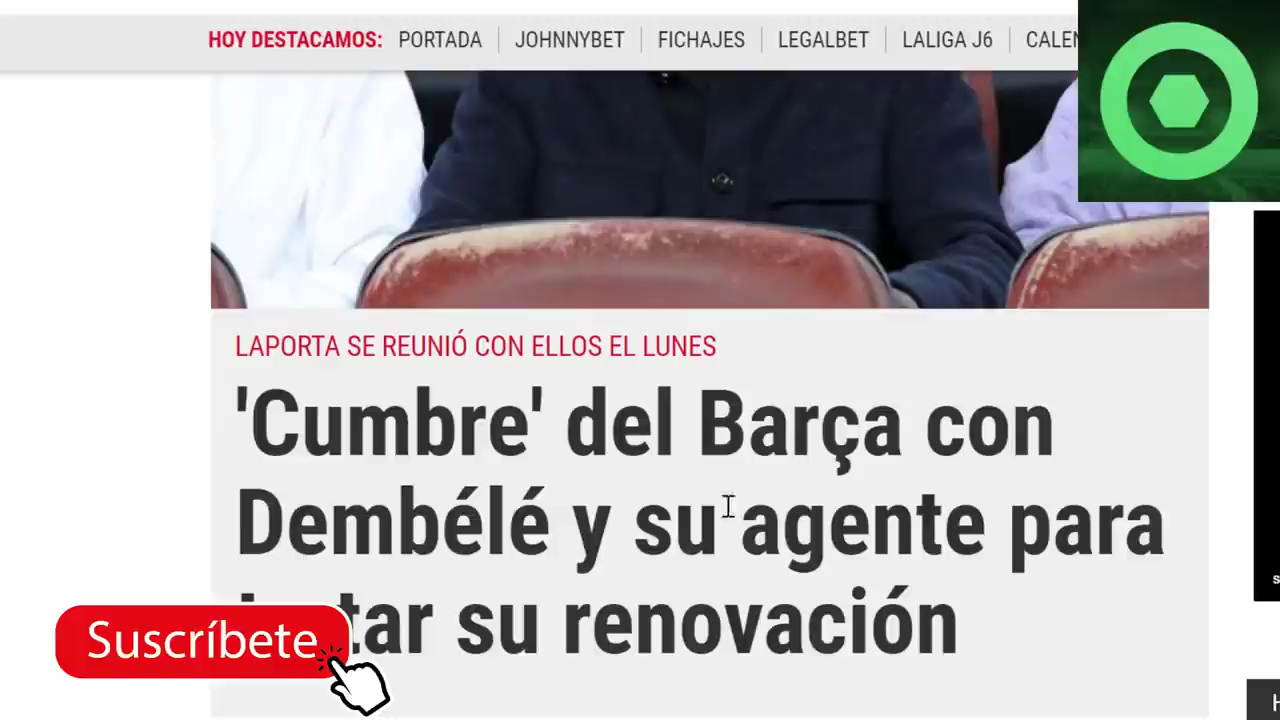 HOY DESTACAMOS: PORTADA JOHNNYBET FICHAJES LEGALBET LALIGA J6
LAPORTA SE REUNIÓ CON ELLOS EL LUNES
'Cumbre' del Barça con
Dembélé y su agente para
su renovación
Suscríbete